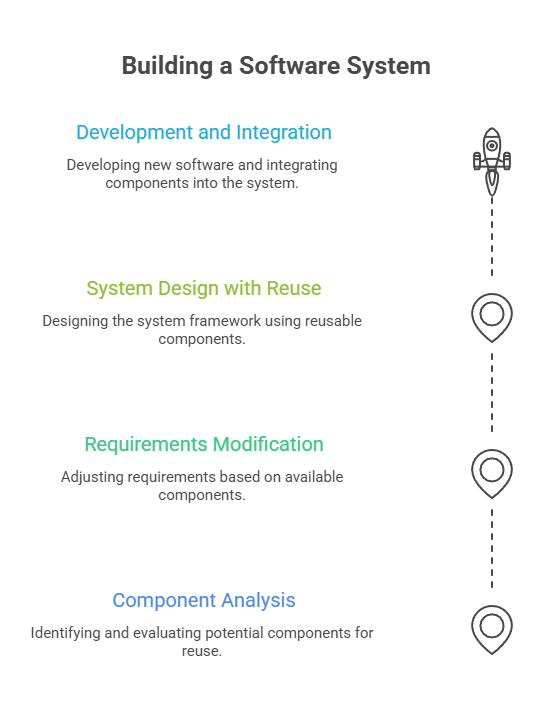 Building a Software System
Development and Integration
Developing new software and integrating
components into the system.
System Design with Reuse
Designing the system framework using reusable
components.
Requirements Modification
Adjusting requirements based on available
components.
Component Analysis
Identifying and evaluating potential components for
reuse.